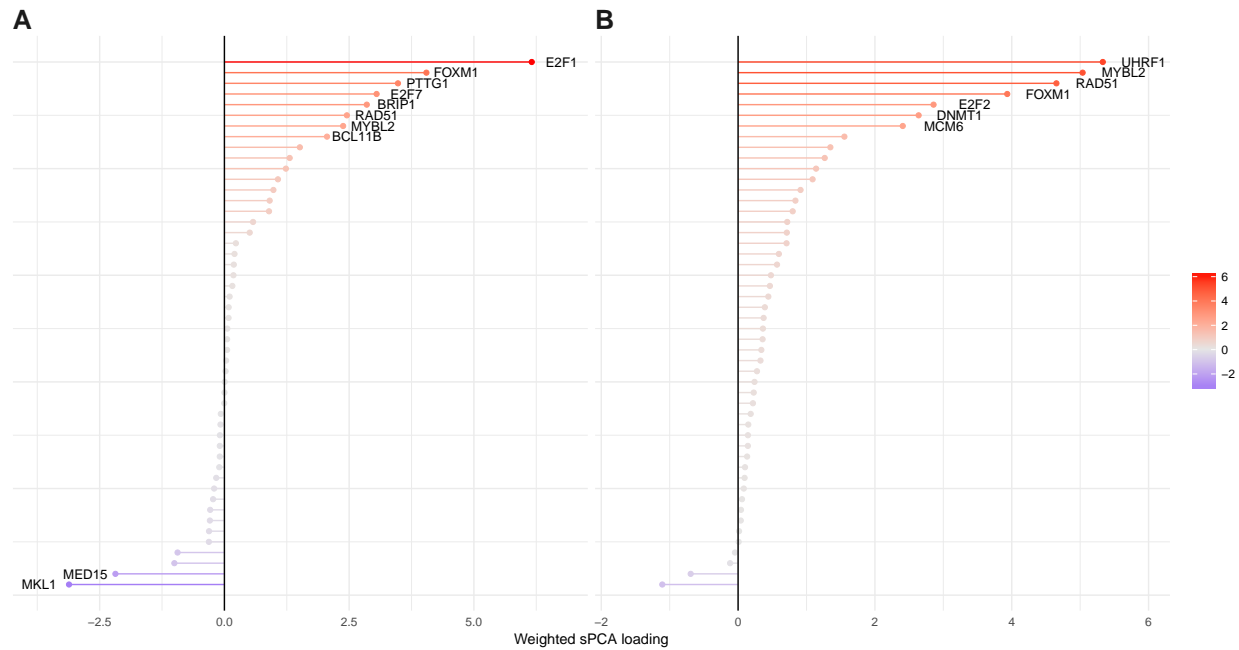 A
B
E2F1
FOXM1
PTTG1
E2F7
BRIP1
RAD51
MYBL2
BCL11B
MED15
MKL1
UHRF1
MYBL2
RAD51
FOXM1
E2F2
DNMT1
MCM6
6
4
2
0
−2
−2.5 0.0 2.5 5.0
−2 0 2 4 6
Weighted sPCA loading